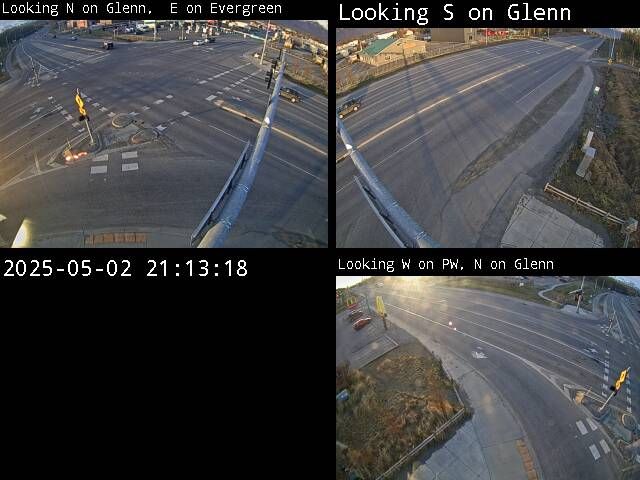 Looking N on Glenn, E on Evergreen
Looking S on Glenn
2025-05-02 21:13:18
Looking W on PW, N on Glenn